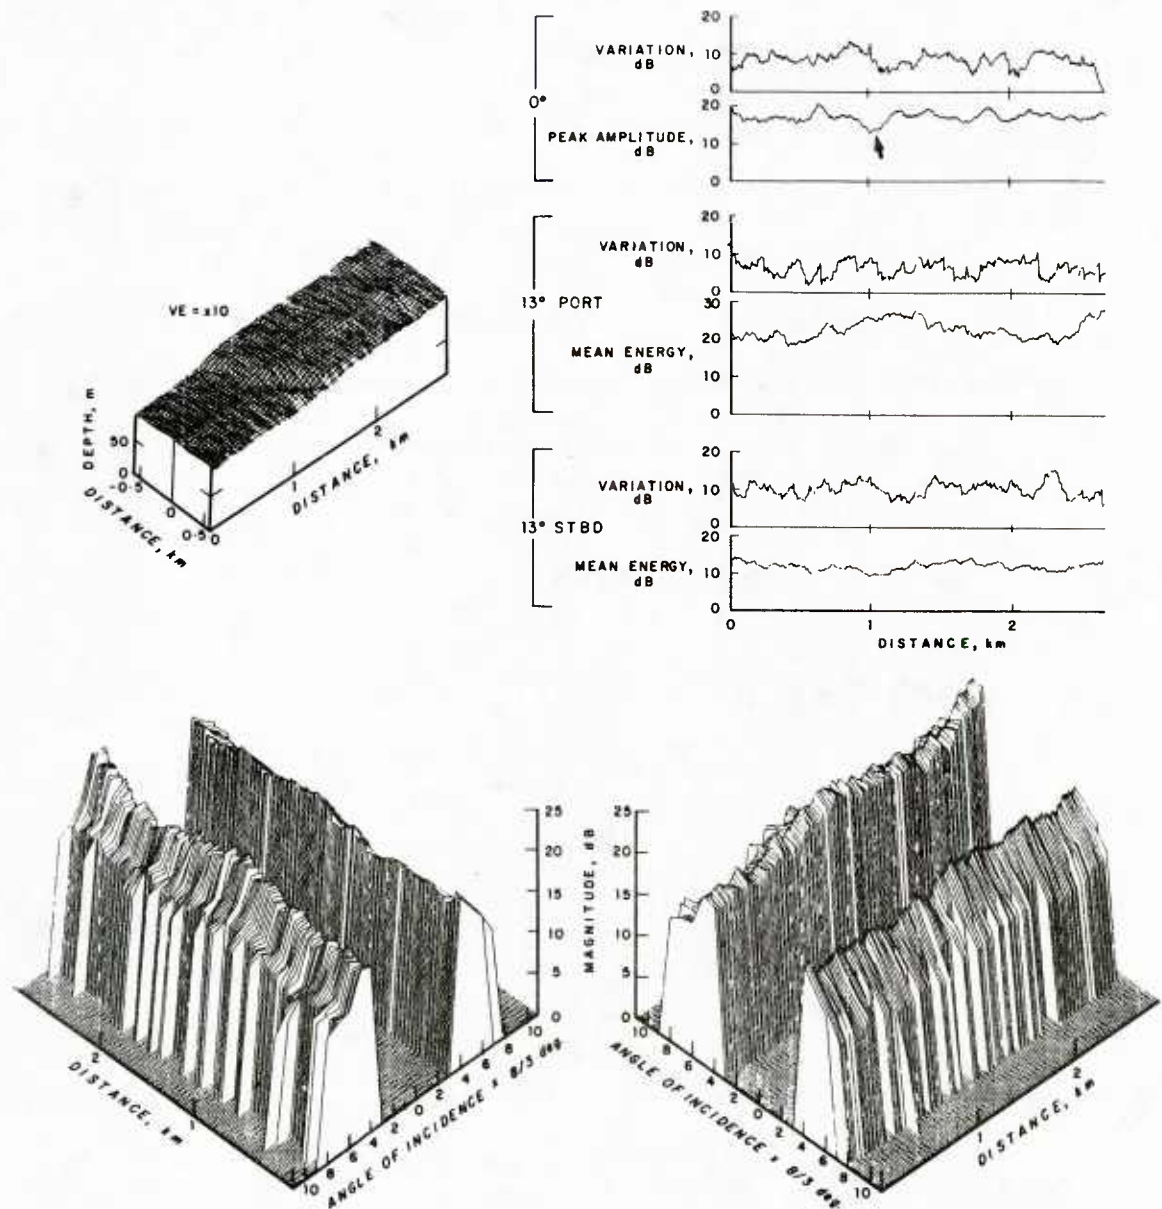 0°
VARIATION,
dB
20
10
0
PEAK AMPLITUDE,
dB
20
10
0
1
2
13° PORT
VARIATION,
dB
20
10
0
MEAN ENERGY,
dB
30
20
10
0
13° STBD
VARIATION,
dB
20
10
0
MEAN ENERGY,
dB
20
10
0
0
1
2
DISTANCE, km
VE = x10
DEPTH, m
50
0
-0.5
0
0.5
0
DISTANCE, km
1
2
DISTANCE, km
MAGNITUDE, dB
25
20
15
10
5
0
2
1
DISTANCE, km
10 8 6 4 2 0 2 4 6 8 10
ANGLE OF INCIDENCE x 8/3 deg.
25
20
15
10
5
0
10 8 6 4 2 0 2 4 6 8 10
ANGLE OF INCIDENCE x 8/3 deg.
1
2
DISTANCE, km